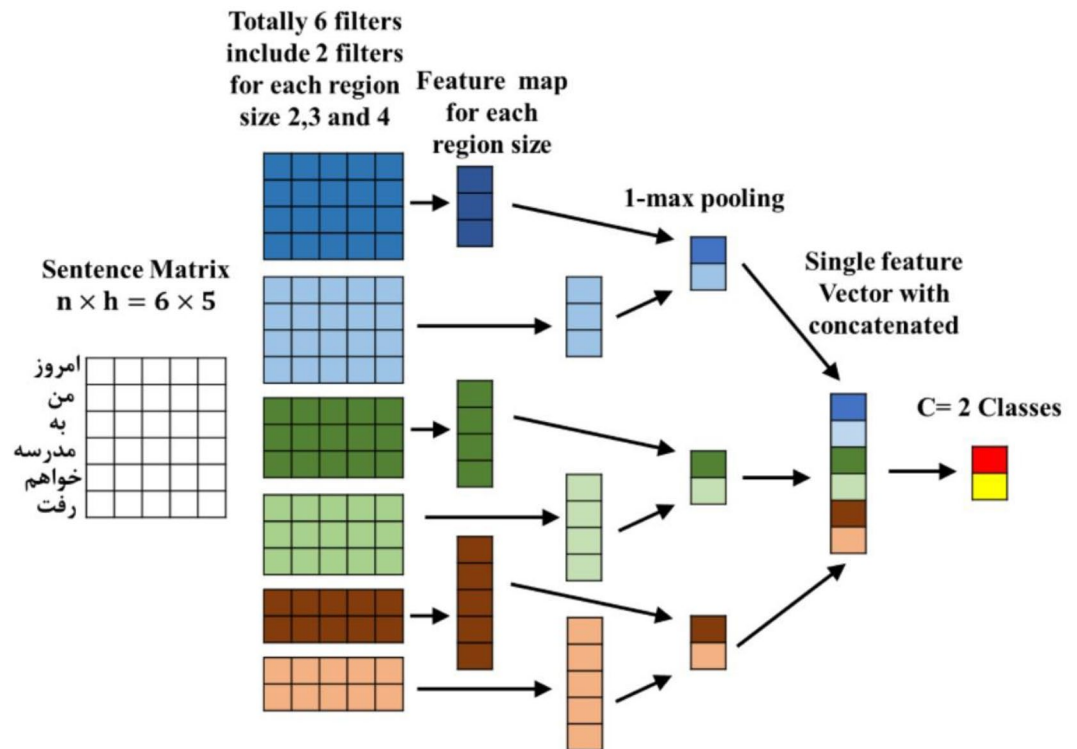 Totally 6 filters
include 2 filters
for each region
size 2,3 and 4
Feature map
for each
region size
1-max pooling
Single feature
Vector with
concatenated
C= 2 Classes
Sentence Matrix
n × h = 6 × 5
امروز
من
به
مدرسه
خواهم
رفت